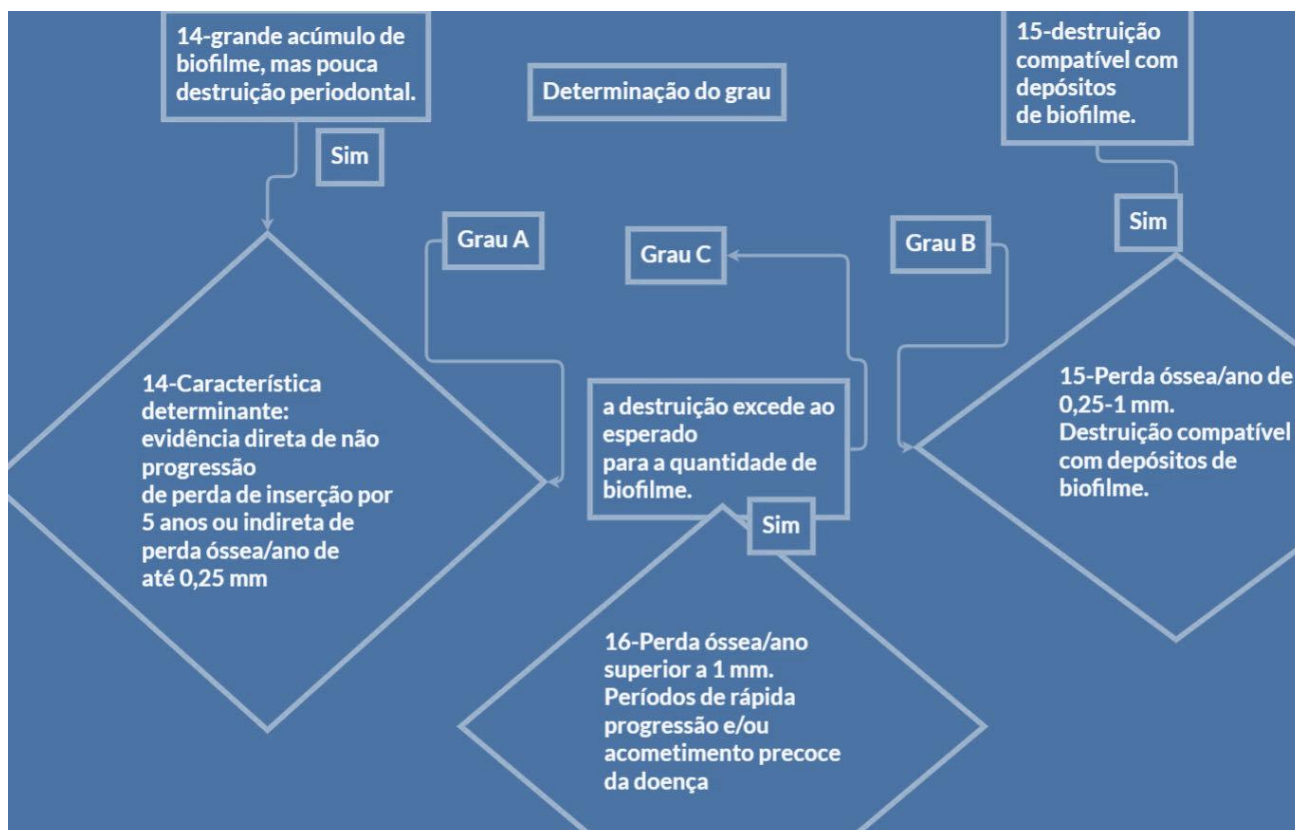 14-grande acúmulo de
biofilme, mas pouca
destruição periodontal.
Determinação do grau
15-destruição
compatível com
depósitos
de biofilme.
Sim
Sim
Grau A
Grau C
Grau B
14-Característica
determinante:
evidência direta de não
progressão
de perda de inserção por
5 anos ou indireta de
perda óssea/ano de
até 0,25 mm
a destruição excede ao
esperado
para a quantidade de
biofilme.
Sim
15-Perda óssea/ano de
0,25-1 mm.
Destruição compatível
com depósitos de
biofilme.
16-Perda óssea/ano
superior a 1 mm.
Períodos de rápida
progressão e/ou
acometimento precoce
da doença